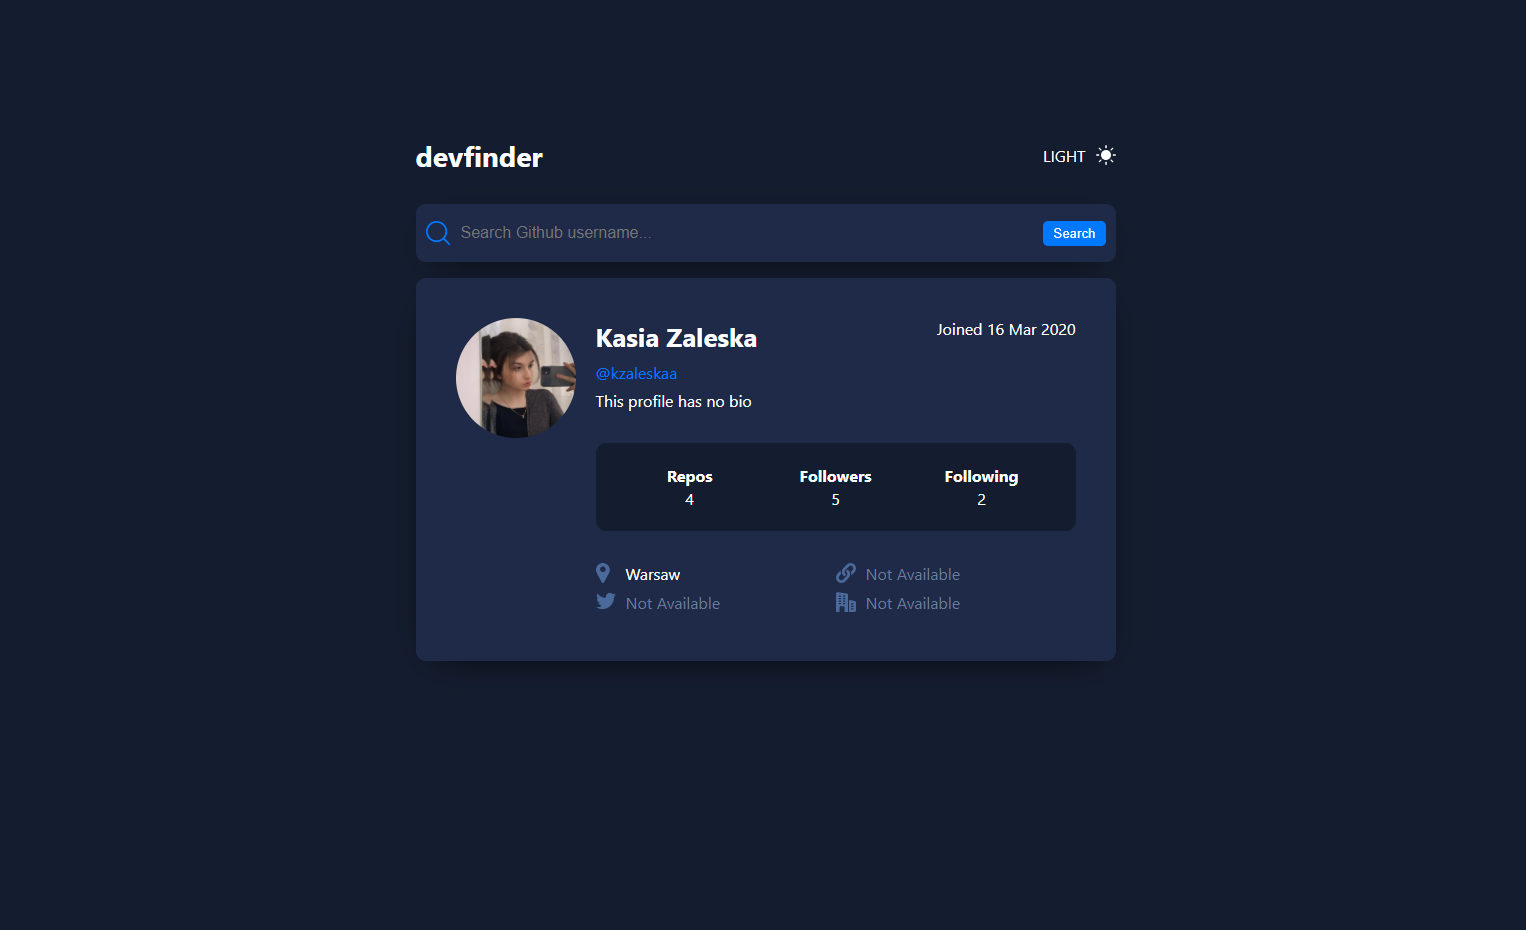 devfinder
LIGHT
Search Github username...
Search
Kasia Zaleska
Joined 16 Mar 2020
@kzaleskaa
This profile has no bio
Repos
Followers
Following
4
5
2
Warsaw
Not Available
Not Available
Not Available